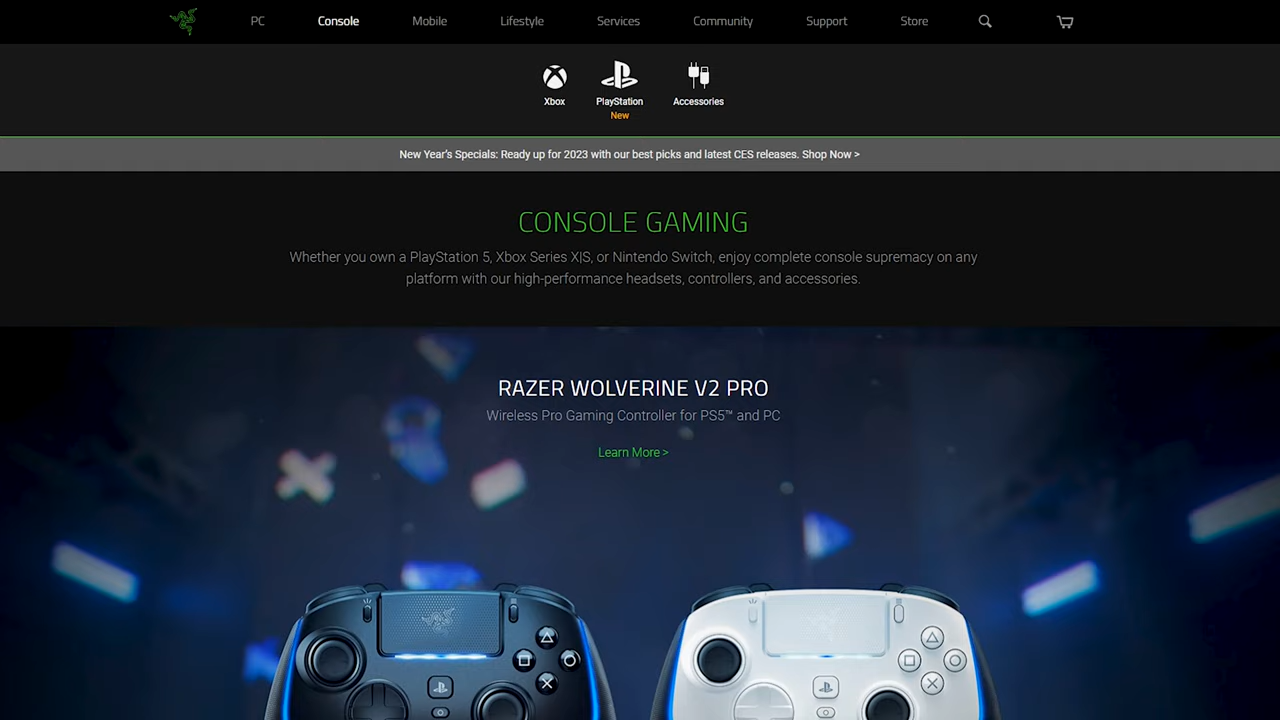 PC Console Mobile Lifestyle Services Community Support Store
Xbox PlayStation Accessories
New
New Year's Specials: Ready up for 2023 with our best picks and latest CES releases. Shop Now >
CONSOLE GAMING
Whether you own a PlayStation 5, Xbox Series X|S, or Nintendo Switch, enjoy complete console supremacy on any
platform with our high-performance headsets, controllers, and accessories.
RAZER WOLVERINE V2 PRO
Wireless Pro Gaming Controller for PS5™ and PC
Learn More >